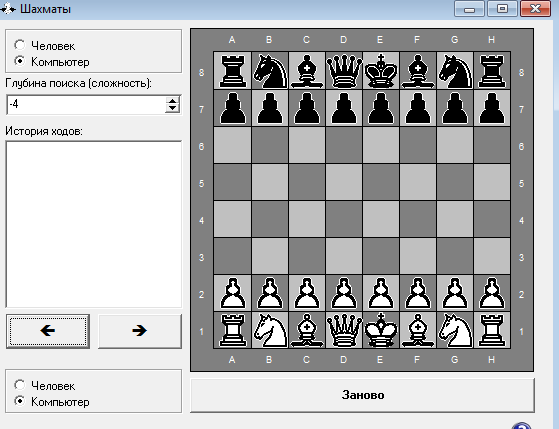 Шахматы
Человек
Компьютер
Глубина поиска (сложность):
-4
История ходов:
A B C D E F G H
8 8
7 7
6 6
5 5
4 4
3 3
2 2
1 1
A B C D E F G H
Человек
Компьютер
Заново
?